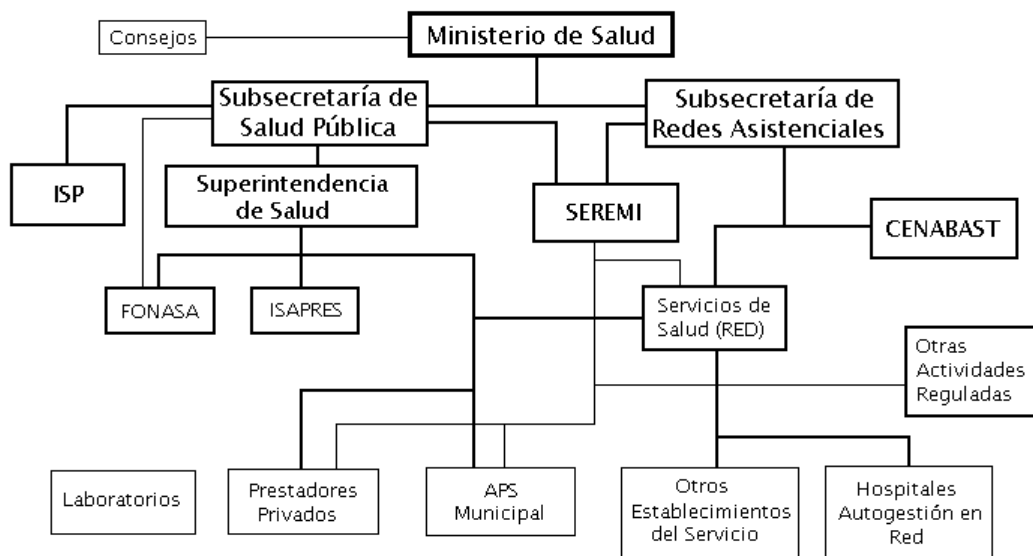 Consejos
Ministerio de Salud
Subsecretaría de
Salud Pública
Subsecretaría de
Redes Asistenciales
ISP
Superintendencia
de Salud
SEREMI
CENABAST
FONASA
ISAPRES
Servicios de
Salud (RED)
Otras
Actividades
Reguladas
Laboratorios
Prestadores
Privados
APS
Municipal
Otros
Establecimientos
del Servicio
Hospitales
Autogestión en
Red